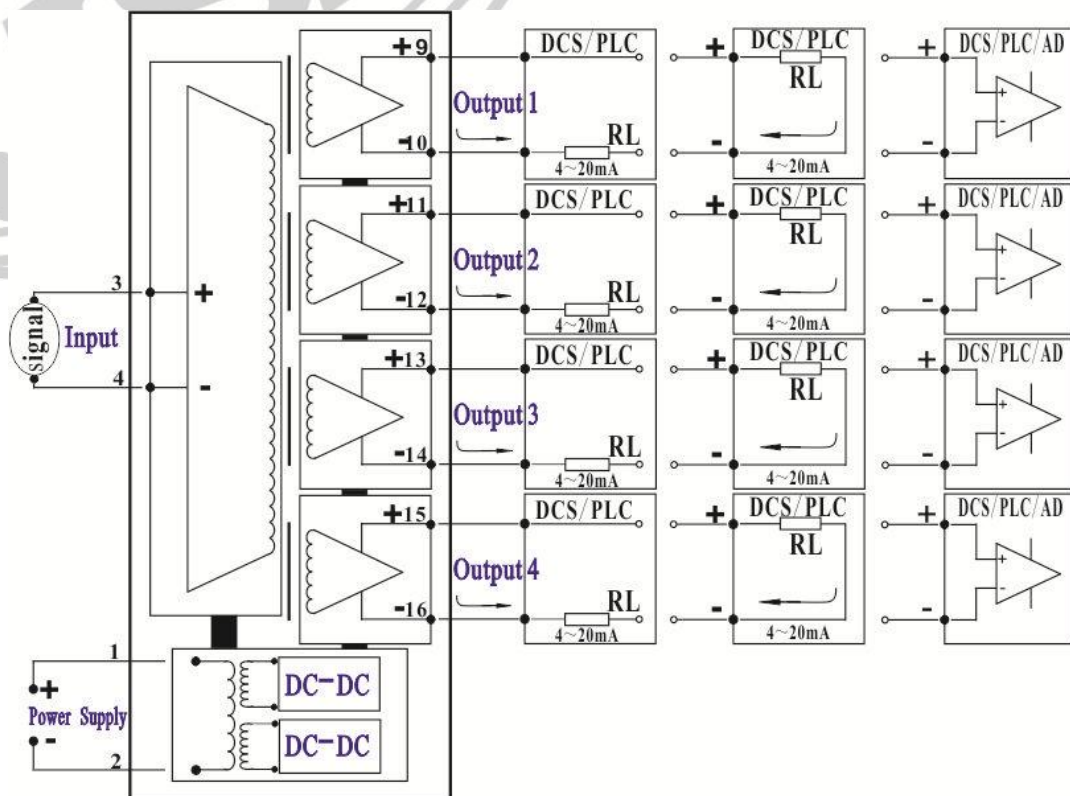 +9
DCS/PLC
+
DCS/PLC
+
DCS/PLC/AD
RL
+
Output 1
-
-10
RL
-
-
4~20mA
4~20mA
+11
DCS/PLC
+
DCS/PLC
+
DCS/PLC/AD
RL
+
Output 2
-
-12
RL
-
-
4~20mA
4~20mA
3
+
signal
Input
4
-
+13
DCS/PLC
+
DCS/PLC
+
DCS/PLC/AD
RL
+
Output 3
-
-14
RL
-
-
4~20mA
4~20mA
+15
DCS/PLC
+
DCS/PLC
+
DCS/PLC/AD
RL
+
Output 4
-
-16
RL
-
-
4~20mA
4~20mA
1
+
DC-DC
Power Supply
-
DC-DC
2